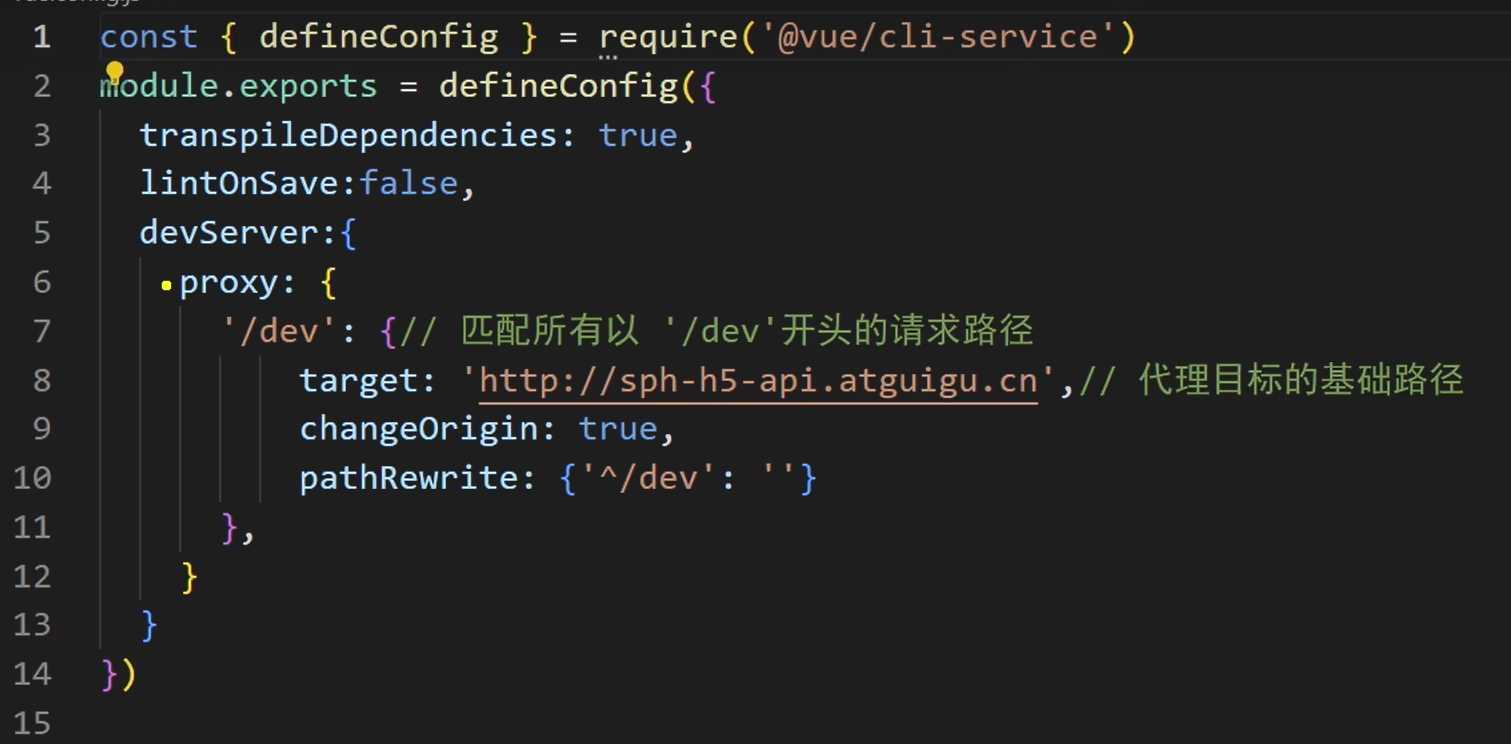 1 const { defineConfig } = require('@vue/cli-service')
2 module.exports = defineConfig({
3 transpileDependencies: true,
4 lintOnSave:false,
5 devServer:{
6 proxy: {
7 '/dev': {// 匹配所有以 '/dev'开头的请求路径
8 target: 'http://sph-h5-api.atguigu.cn',// 代理目标的基础路径
9 changeOrigin: true,
10 pathRewrite: {'^/dev': ''}
11 },
12 }
13 }
14 })
15